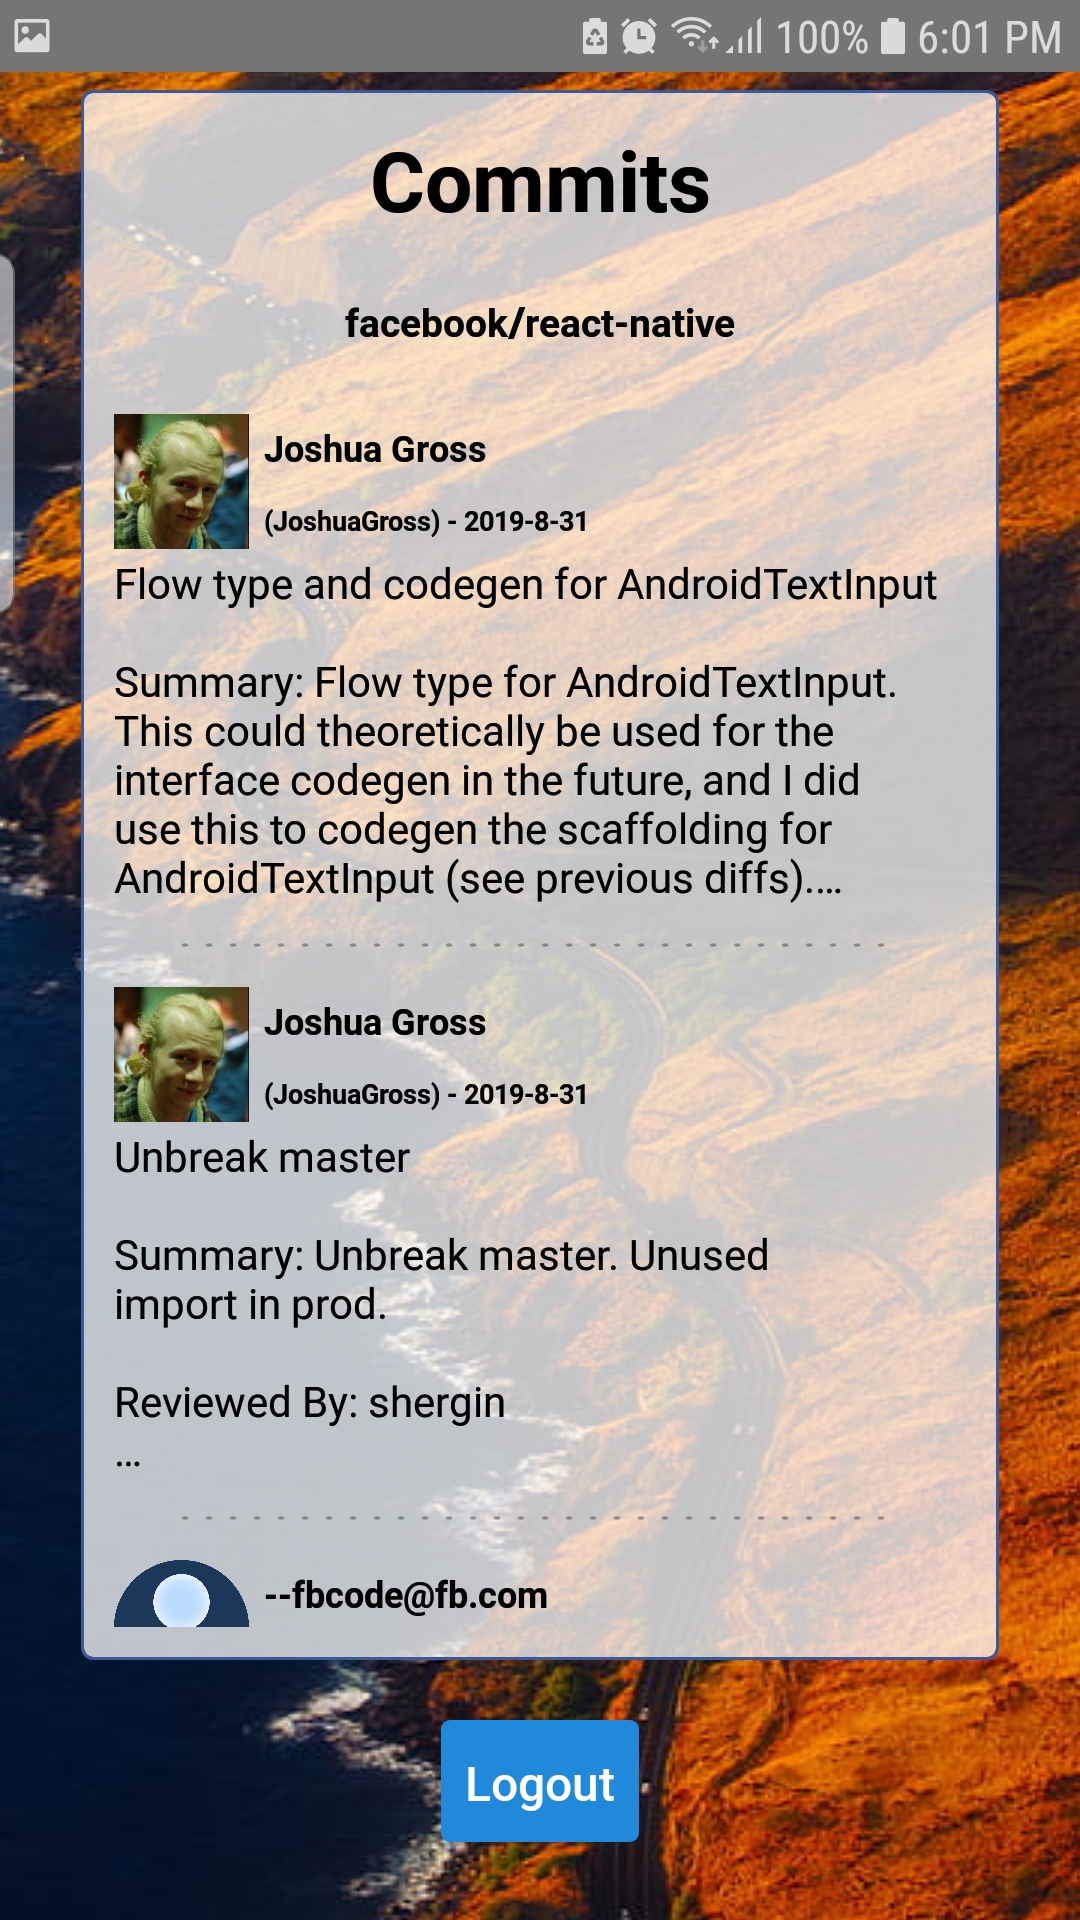 100% 6:01 PM
Commits
facebook/react-native
Joshua Gross
(JoshuaGross) - 2019-8-31
Flow type and codegen for AndroidTextInput
Summary: Flow type for AndroidTextInput.
This could theoretically be used for the
interface codegen in the future, and I did
use this to codegen the scaffolding for
AndroidTextInput (see previous diffs).…
Joshua Gross
(JoshuaGross) - 2019-8-31
Unbreak master
Summary: Unbreak master. Unused
import in prod.
Reviewed By: shergin
…
--fbcode@fb.com
Logout